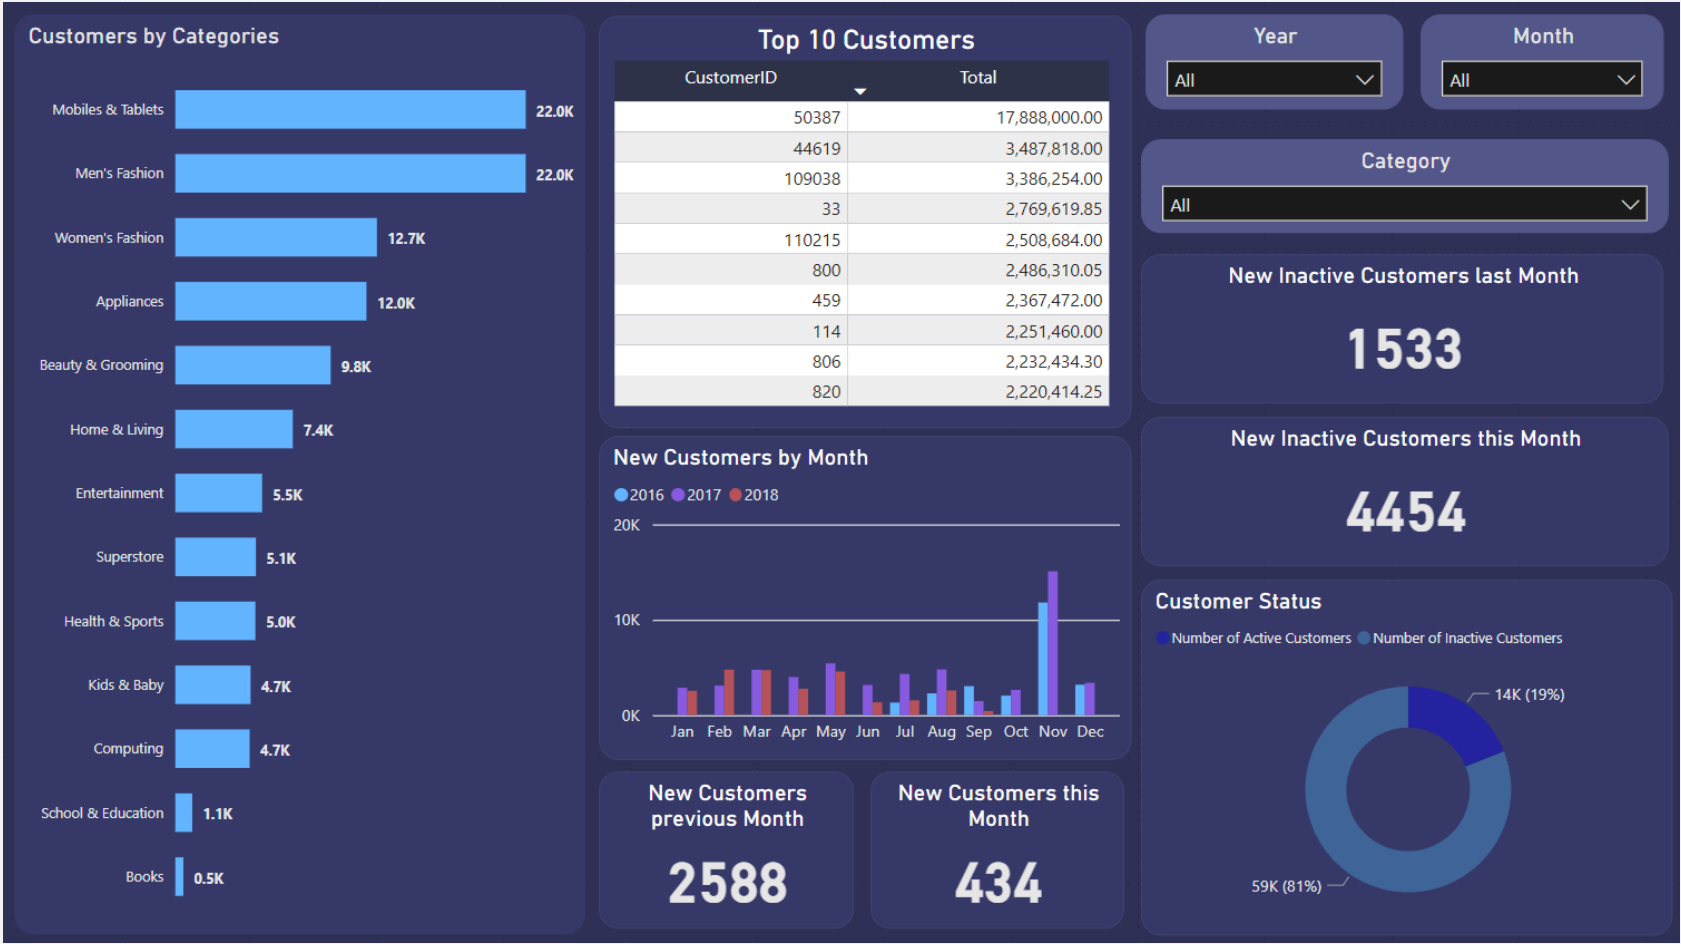 Customers by Categories
Mobiles & Tablets 22.0K
Men's Fashion 22.0K
Women's Fashion 12.7K
Appliances 12.0K
Beauty & Grooming 9.8K
Home & Living 7.4K
Entertainment 5.5K
Superstore 5.1K
Health & Sports 5.0K
Kids & Baby 4.7K
Computing 4.7K
School & Education 1.1K
Books 0.5K
Top 10 Customers
CustomerID Total
50387 17,888,000.00
44619 3,487,818.00
109038 3,386,254.00
33 2,769,619.85
110215 2,508,684.00
800 2,486,310.05
459 2,367,472.00
114 2,251,460.00
806 2,232,434.30
820 2,220,414.25
New Customers by Month
2016 2017 2018
20K
10K
0K
Jan Feb Mar Apr May Jun Jul Aug Sep Oct Nov Dec
New Customers
previous Month
2588
New Customers this
Month
434
Year
All
Month
All
Category
All
New Inactive Customers last Month
1533
New Inactive Customers this Month
4454
Customer Status
Number of Active Customers Number of Inactive Customers
14K (19%)
59K (81%)